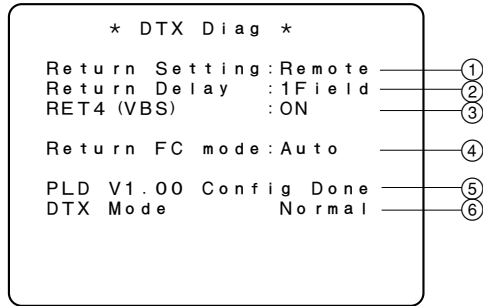 * DTX Diag *
Return Setting:Remote ①
Return Delay :1Field ②
RET4 (VBS) :ON ③
Return FC mode:Auto ④
PLD V1.00 Config Done ⑤
DTX Mode Normal ⑥